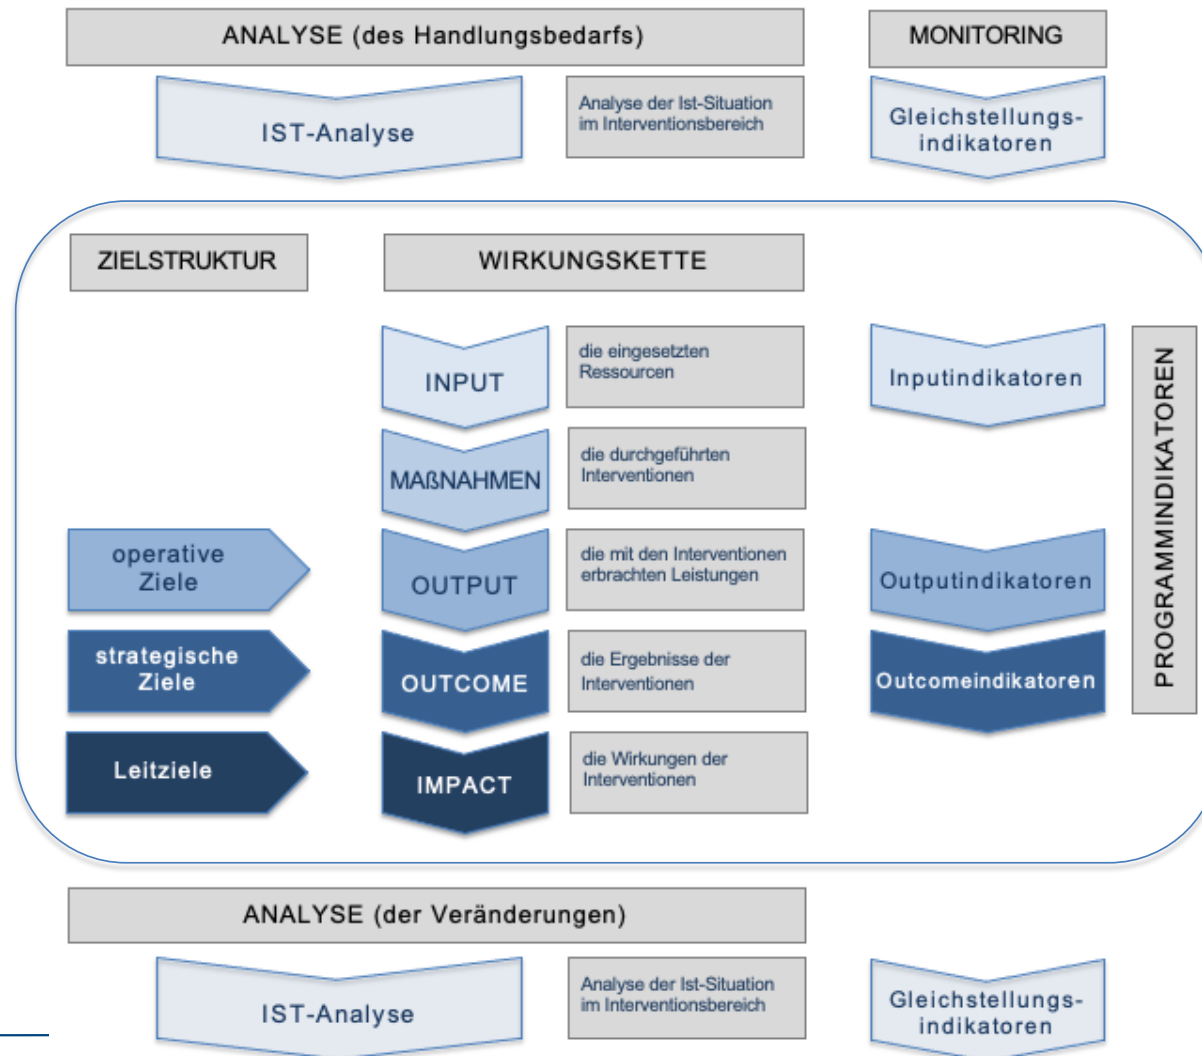 ANALYSE (des Handlungsbedarfs)
MONITORING
IST-Analyse
Analyse der Ist-Situation
im Interventionsbereich
Gleichstellungs-
indikatoren
ZIELSTRUKTUR
WIRKUNGSKETTE
INPUT
die eingesetzten
Ressourcen
Inputindikatoren
MAßNAHMEN
die durchgeführten
Interventionen
operative
Ziele
OUTPUT
die mit den Interventionen
erbrachten Leistungen
Outputindikatoren
strategische
Ziele
OUTCOME
die Ergebnisse der
Interventionen
Outcomeindikatoren
Leitziele
IMPACT
die Wirkungen der
Interventionen
PROGRAMMINDIKATOREN
ANALYSE (der Veränderungen)
IST-Analyse
Analyse der Ist-Situation
im Interventionsbereich
Gleichstellungs-
indikatoren